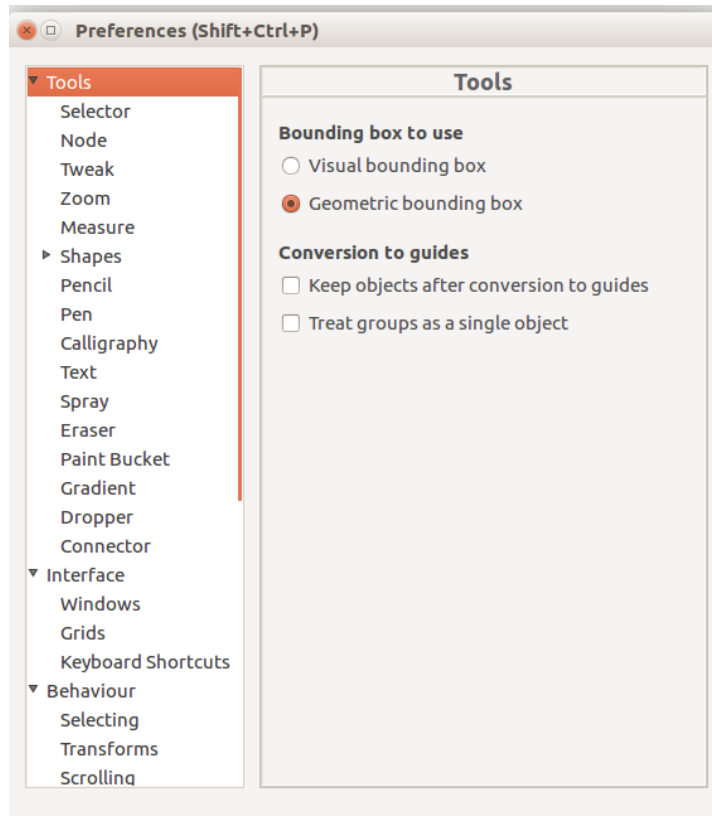 Preferences (Shift+Ctrl+P)
Tools
Selector
Node
Tweak
Zoom
Measure
Shapes
Pencil
Pen
Calligraphy
Text
Spray
Eraser
Paint Bucket
Gradient
Dropper
Connector
Interface
Windows
Grids
Keyboard Shortcuts
Behaviour
Selecting
Transforms
Scrolling
Tools
Bounding box to use
Visual bounding box
Geometric bounding box
Conversion to guides
Keep objects after conversion to guides
Treat groups as a single object